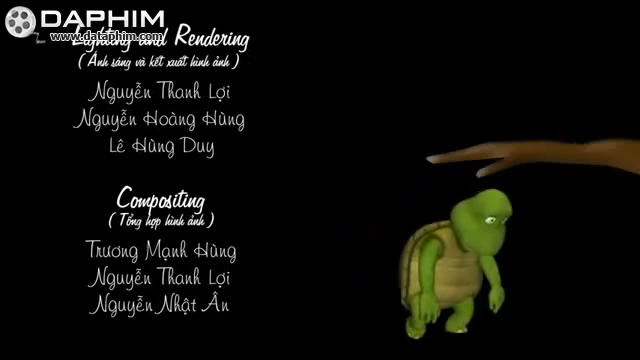 DAPHIM
www.dataphim.com
Lighting and Rendering
( Ánh sáng và kết xuất hình ảnh )
Nguyễn Thanh Lợi
Nguyễn Hoàng Hùng
Lê Hùng Duy
Compositing
( Tổng hợp hình ảnh )
Trương Mạnh Hùng
Nguyễn Thanh Lợi
Nguyễn Nhật Ân